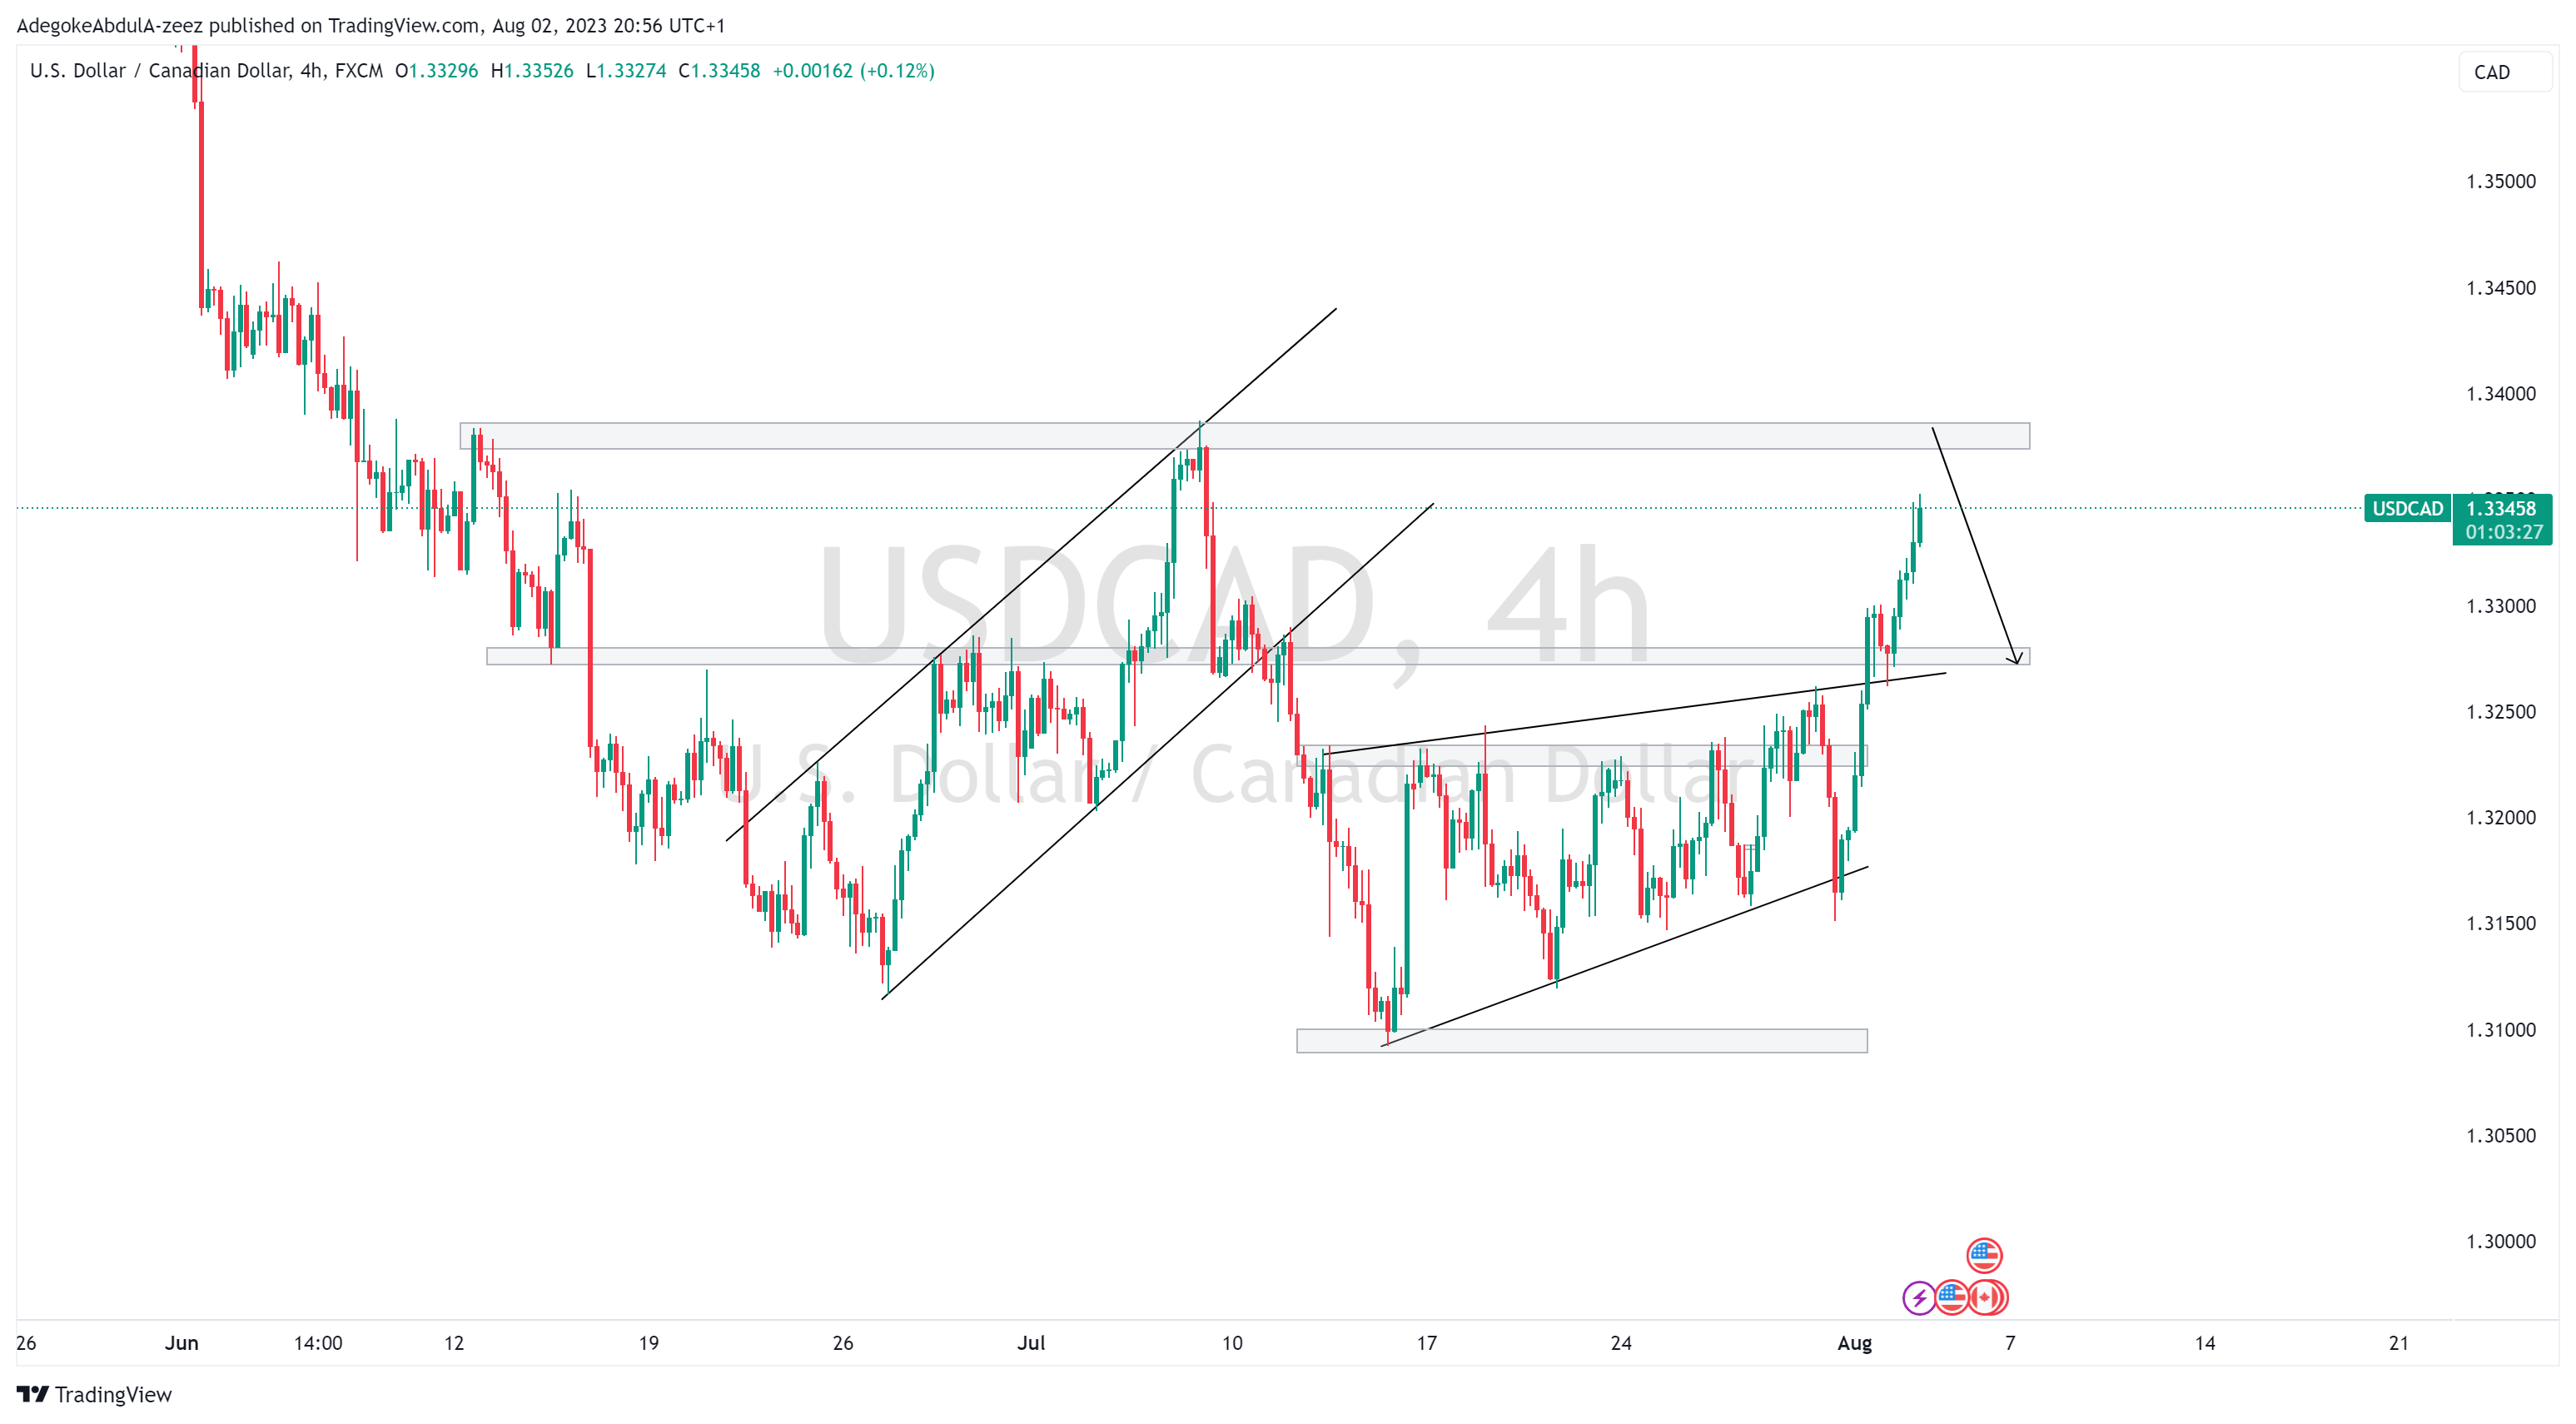 AdegokeAbdulA-zeez published on TradingView.com, Aug 02, 2023 20:56 UTC+1
U.S. Dollar / Canadian Dollar, 4h, FXCM O1.33296 H1.33526 L1.33274 C1.33458 +0.00162 (+0.12%)
CAD
1.35000
1.34500
1.34000
USDCAD 1.33458
01:03:27
USDCAD, 4h
U.S. Dollar / Canadian Dollar
1.33000
1.32500
1.32000
1.31500
1.31000
1.30500
1.30000
26 Jun 14:00 12 19 26 Jul 10 17 24 Aug 7 14 21
TradingView